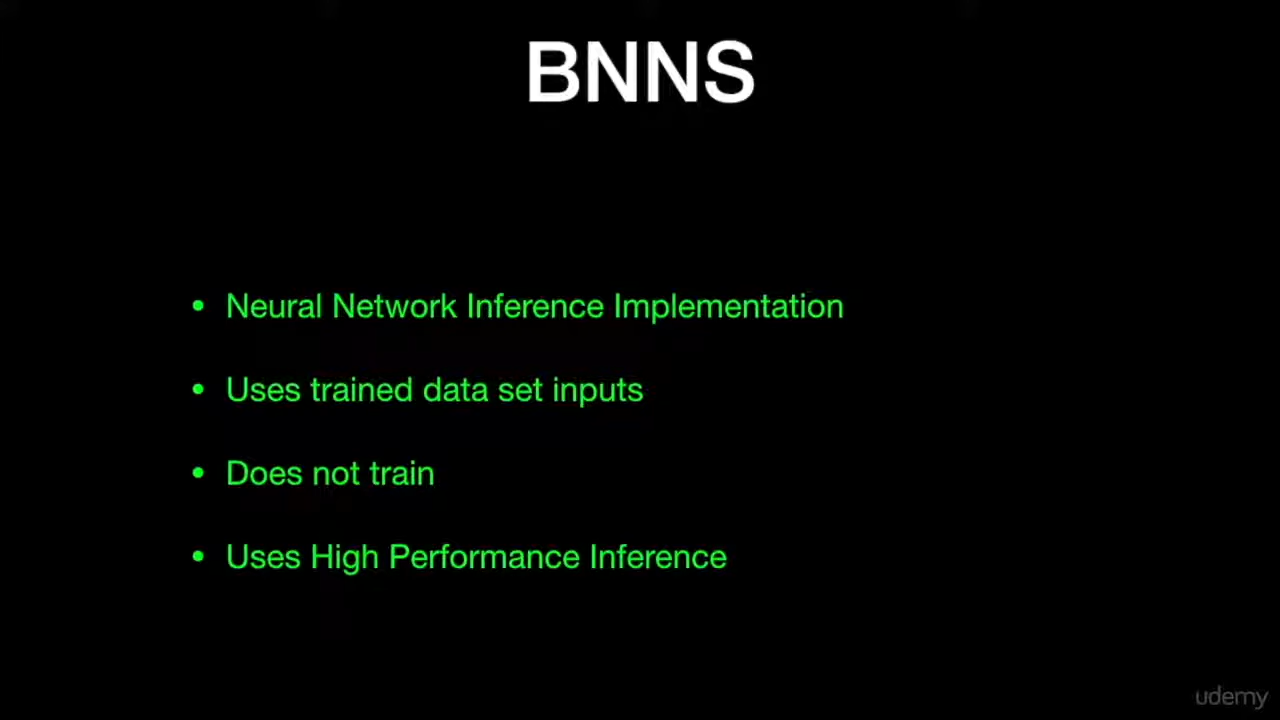 BNNS
• Neural Network Inference Implementation
• Uses trained data set inputs
• Does not train
• Uses High Performance Inference
udemy